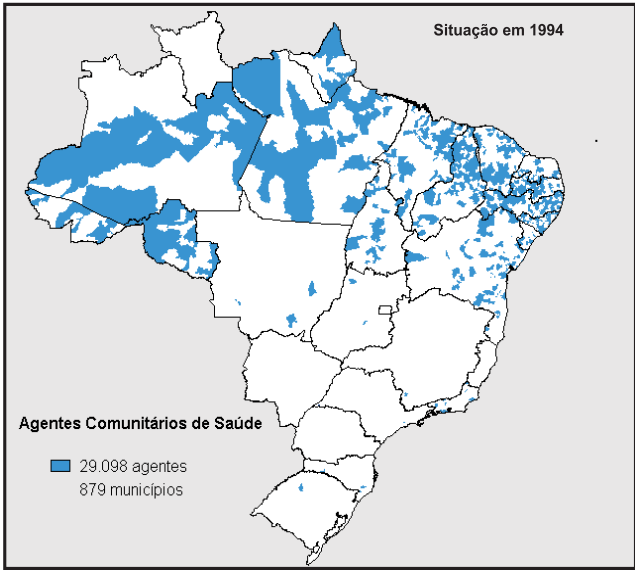 Situação em 1994
Agentes Comunitários de Saúde
29.098 agentes
879 municípios